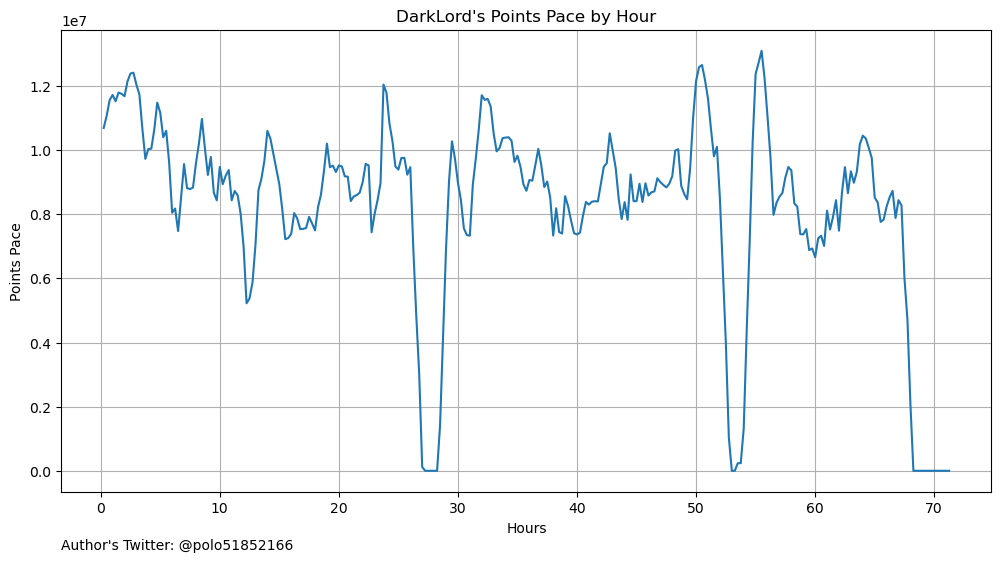 DarkLord's Points Pace by Hour
1e7
1.2
1.0
0.8
0.6
0.4
0.2
0.0
Points Pace
0 10 20 30 40 50 60 70
Hours
Author's Twitter: @polo51852166